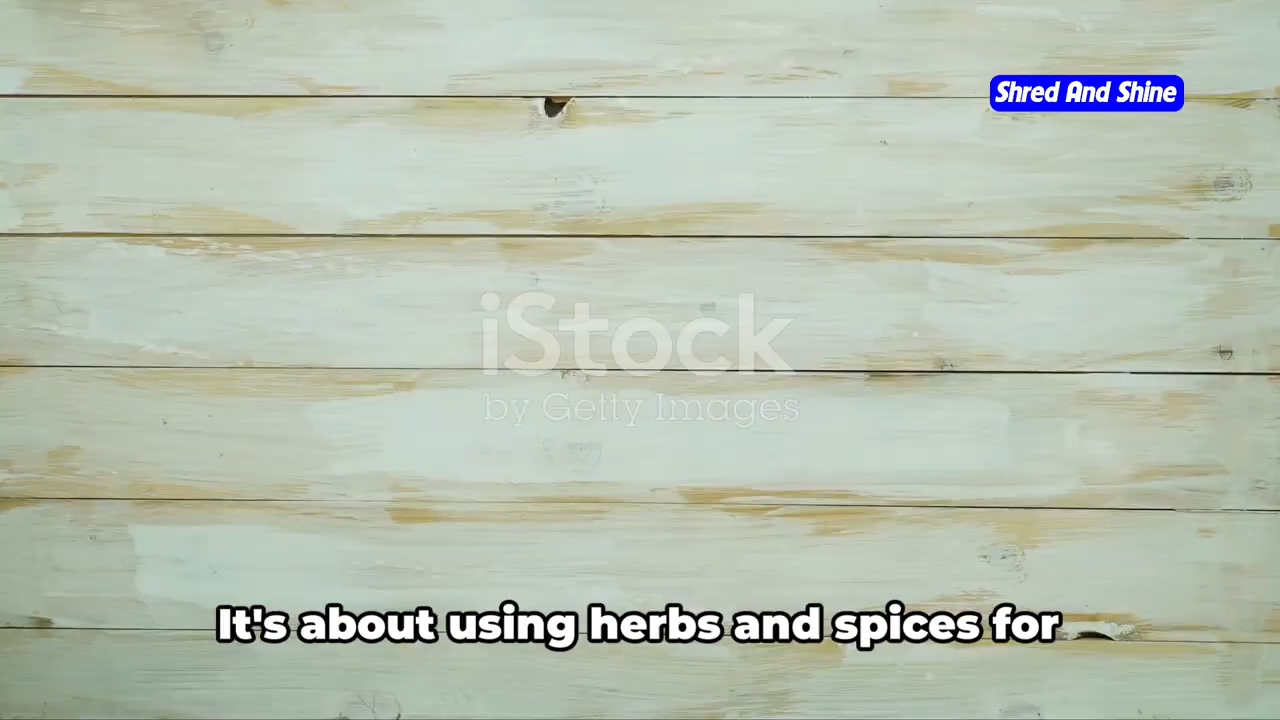 Shred And Shine
iStock
by Getty Images
It's about using herbs and spices for